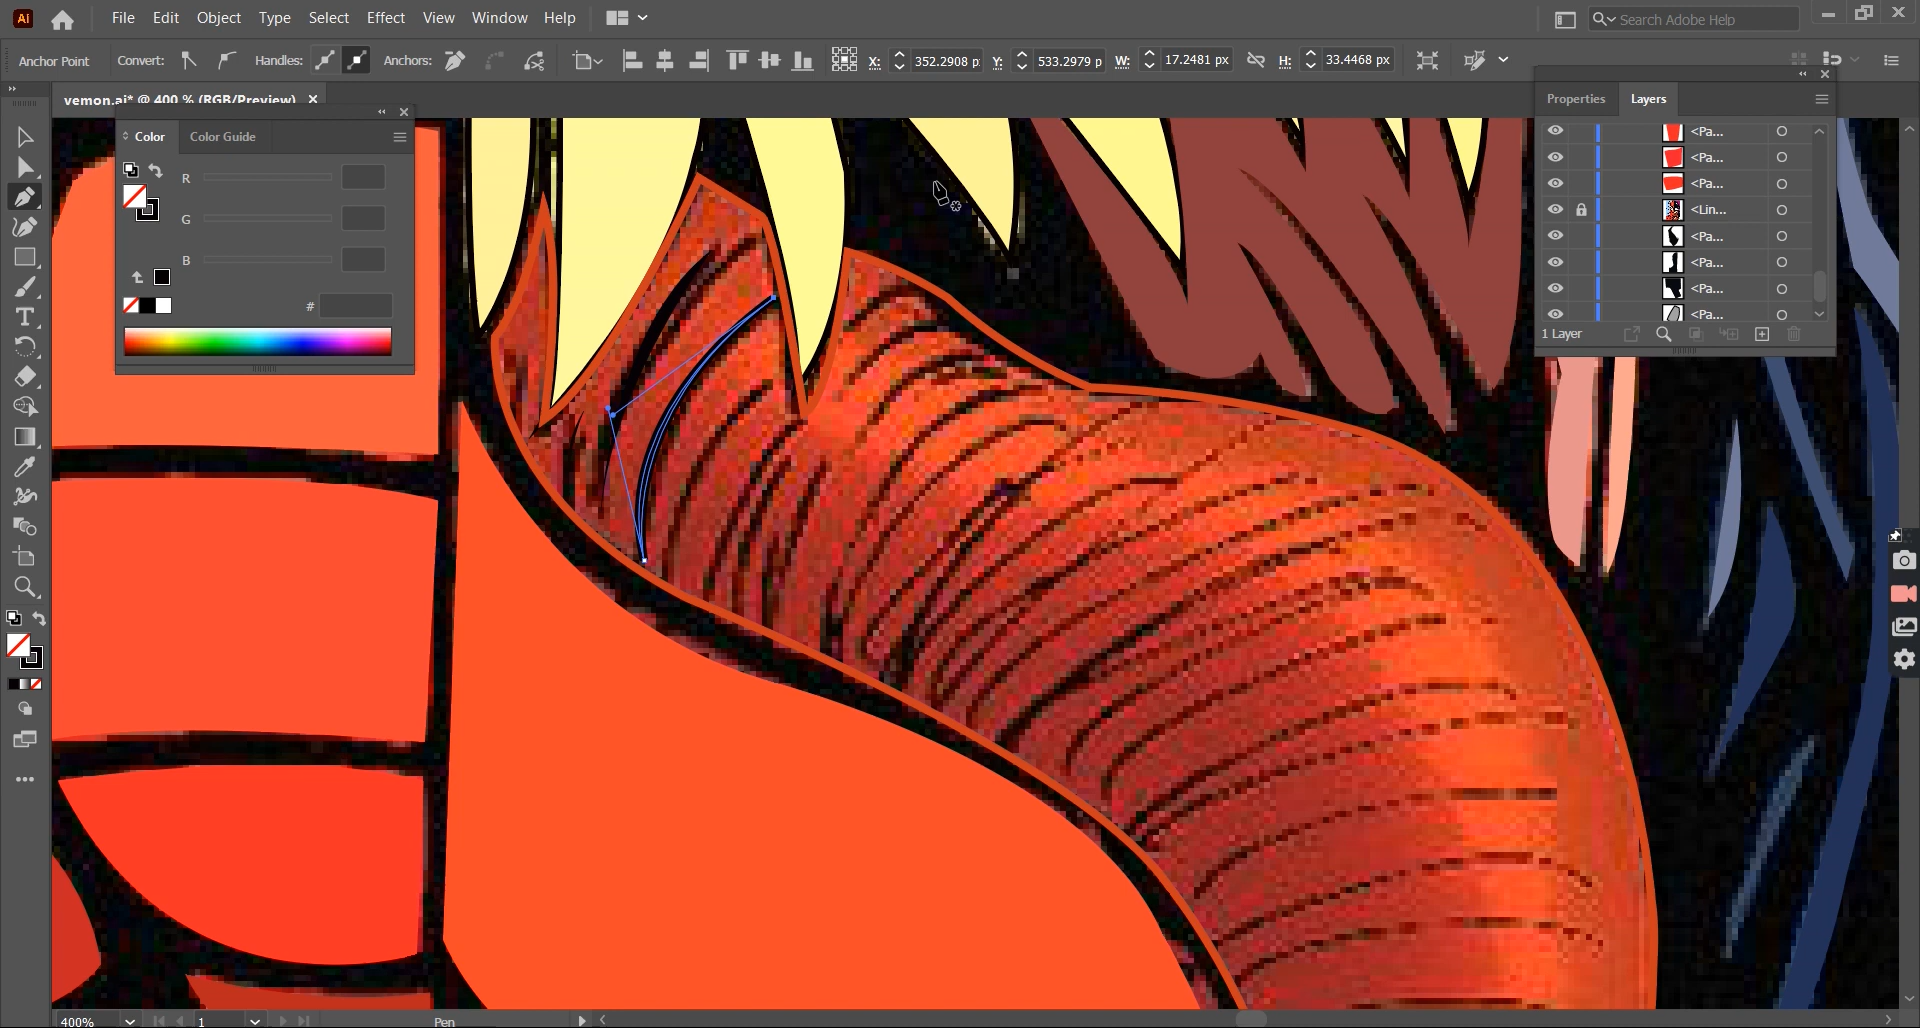 Ai File Edit Object Type Select Effect View Window Help Search Adobe Help
Anchor Point Convert: Handles: Anchors: X: 352.2908 p Y: 533.2979 p W: 17.2481 px H: 33.4468 px
vemon.ai* @ 400 % (RGB/Preview)
Color Color Guide
R
G
B
#
Properties Layers
<Pa...
<Pa...
<Pa...
<Lin...
<Pa...
<Pa...
<Pa...
<Pa...
1 Layer
400% 1 Pen